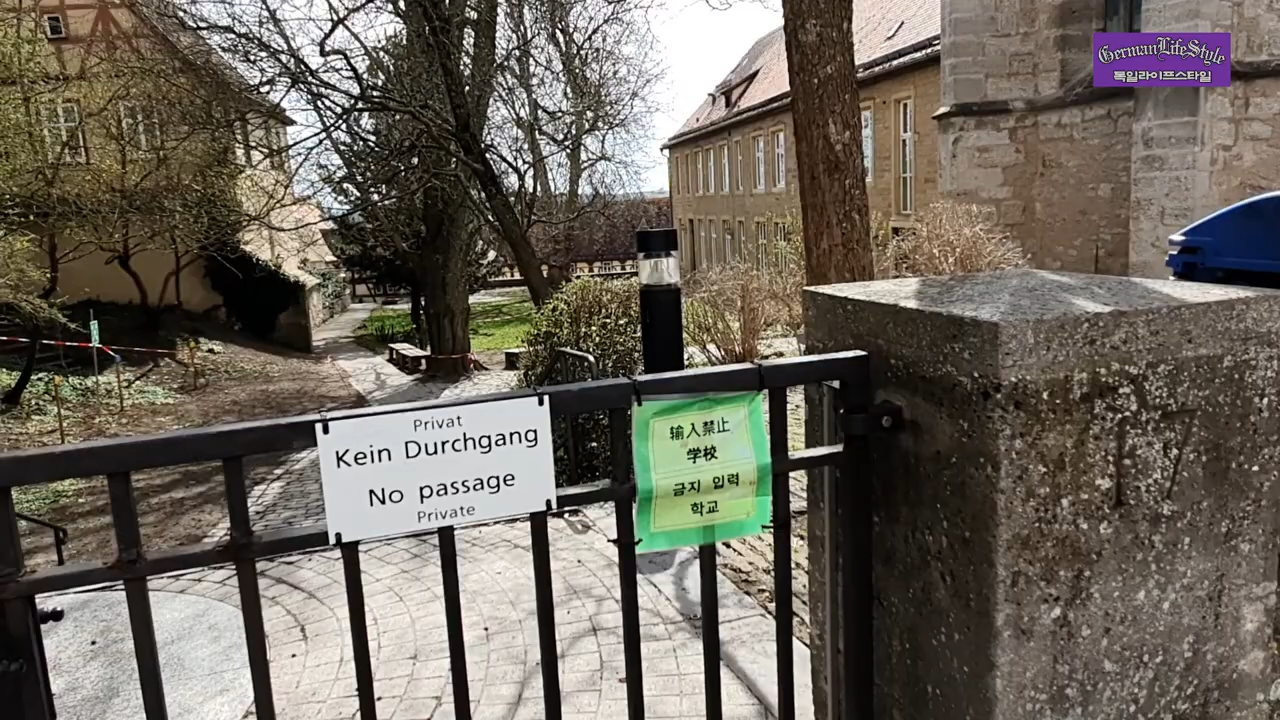 GermanLifeStyle
독일라이프스타일
Privat
Kein Durchgang
No passage
Private
输入禁止
学校
금지 입력
학교